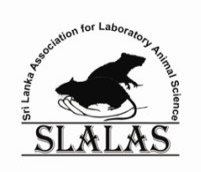 Sri Lanka Association for Laboratory Animal Science
SLALAS